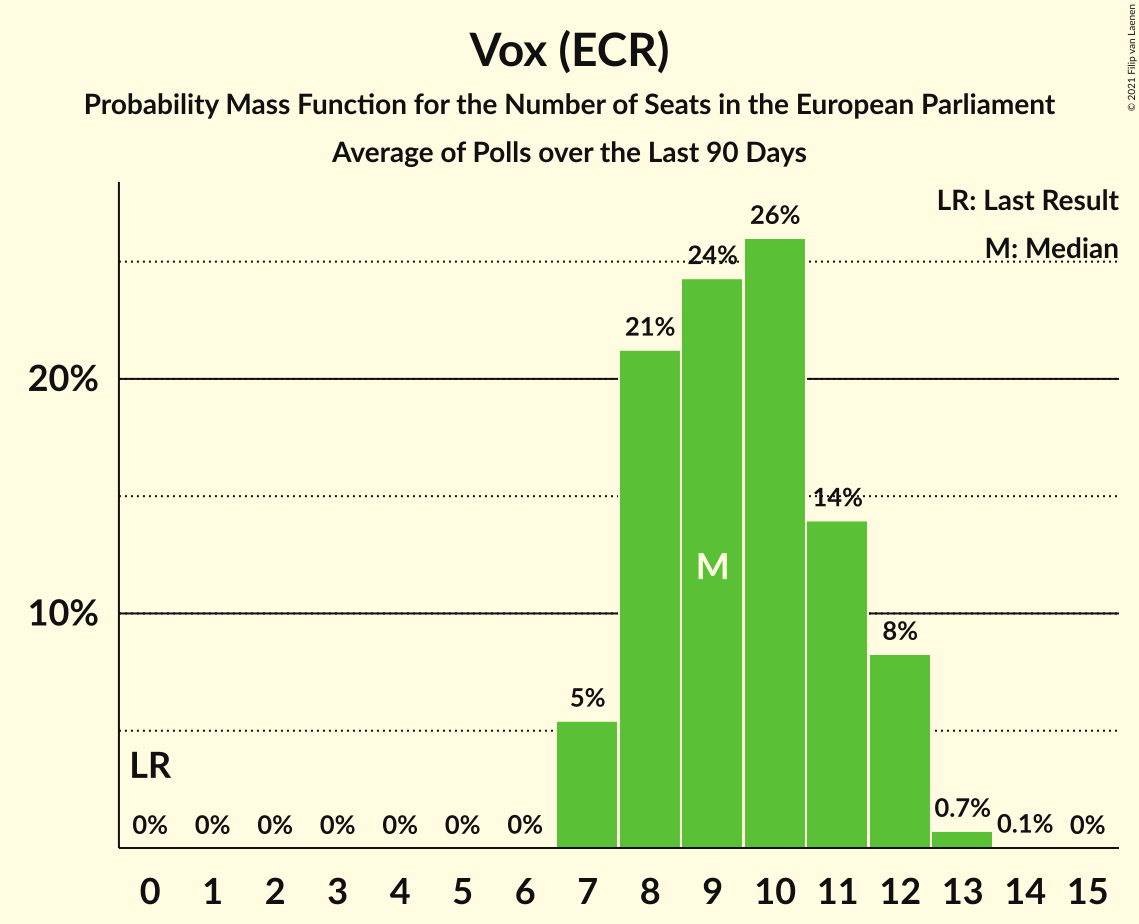 Vox (ECR)
Probability Mass Function for the Number of Seats in the European Parliament
Average of Polls over the Last 90 Days
© 2021 Filip van Laenen
LR: Last Result
M: Median
26%
24%
21%
20%
14%
M
10%
8%
5%
LR
0.7%
0% 0% 0% 0% 0% 0% 0% 0.1% 0%
0 1 2 3 4 5 6 7 8 9 10 11 12 13 14 15